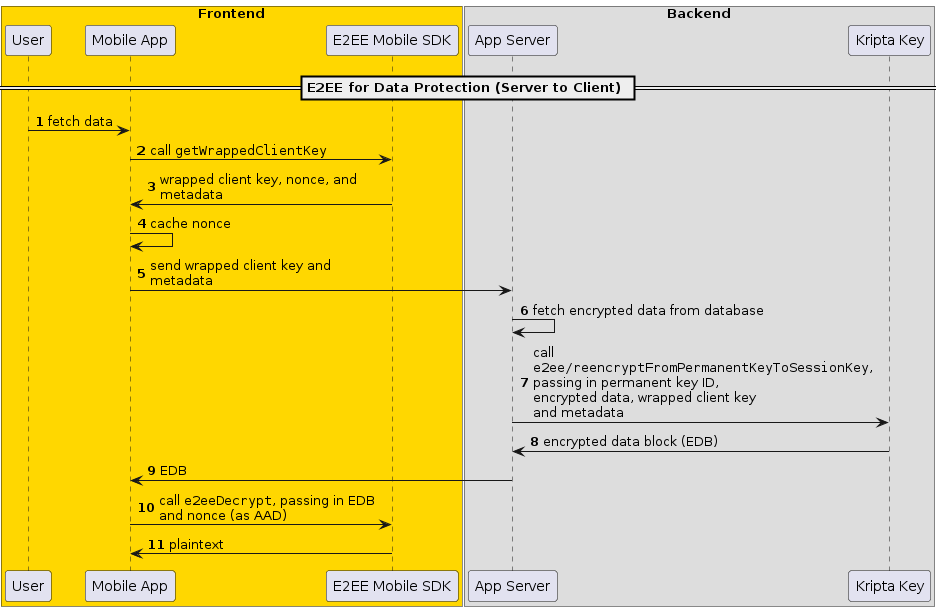 Frontend
Backend
User
Mobile App
E2EE Mobile SDK
App Server
Kripta Key
E2EE for Data Protection (Server to Client)
1 fetch data
2 call getWrappedClientKey
wrapped client key, nonce, and
3
metadata
4 cache nonce
send wrapped client key and
5
metadata
6 fetch encrypted data from database
call
e2ee/reencryptFromPermanentKeyToSessionKey,
7 passing in permanent key ID,
encrypted data, wrapped client key
and metadata
8 encrypted data block (EDB)
9 EDB
call e2eeDecrypt, passing in EDB
10
and nonce (as AAD)
11 plaintext
User
Mobile App
E2EE Mobile SDK
App Server
Kripta Key